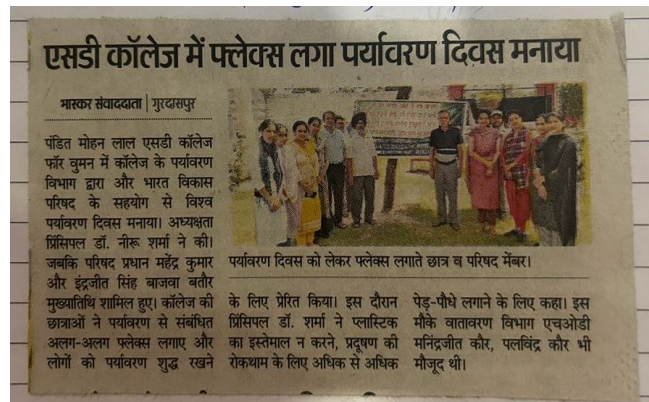 एसडी कॉलेज में फ्लेक्स लगा पर्यावरण दिवस मनाया
भास्कर संवाददाता | गुरदासपुर
पंडित मोहन लाल एसडी कॉलेज
फॉर वुमन में कॉलेज के पर्यावरण
विभाग द्वारा और भारत विकास
परिषद के सहयोग से विश्व
पर्यावरण दिवस मनाया। अध्यक्षता
प्रिंसिपल डॉ. नीरू शर्मा ने की।
जबकि परिषद प्रधान महेंद्र कुमार
और इंद्रजीत सिंह बाजवा बतौर
मुख्यातिथि शामिल हुए। कॉलेज की
छात्राओं ने पर्यावरण से संबंधित
अलग-अलग फ्लेक्स लगाए और
लोगों को पर्यावरण शुद्ध रखने
पर्यावरण दिवस को लेकर फ्लेक्स लगाते छात्र व परिषद मेंबर।
के लिए प्रेरित किया। इस दौरान
प्रिंसिपल डॉ. शर्मा ने प्लास्टिक
का इस्तेमाल न करने, प्रदूषण की
रोकथाम के लिए अधिक से अधिक
पेड़-पौधे लगाने के लिए कहा। इस
मौके वातावरण विभाग एचओडी
मनिंद्रजीत कौर, पलविंद्र कौर भी
मौजूद थी।